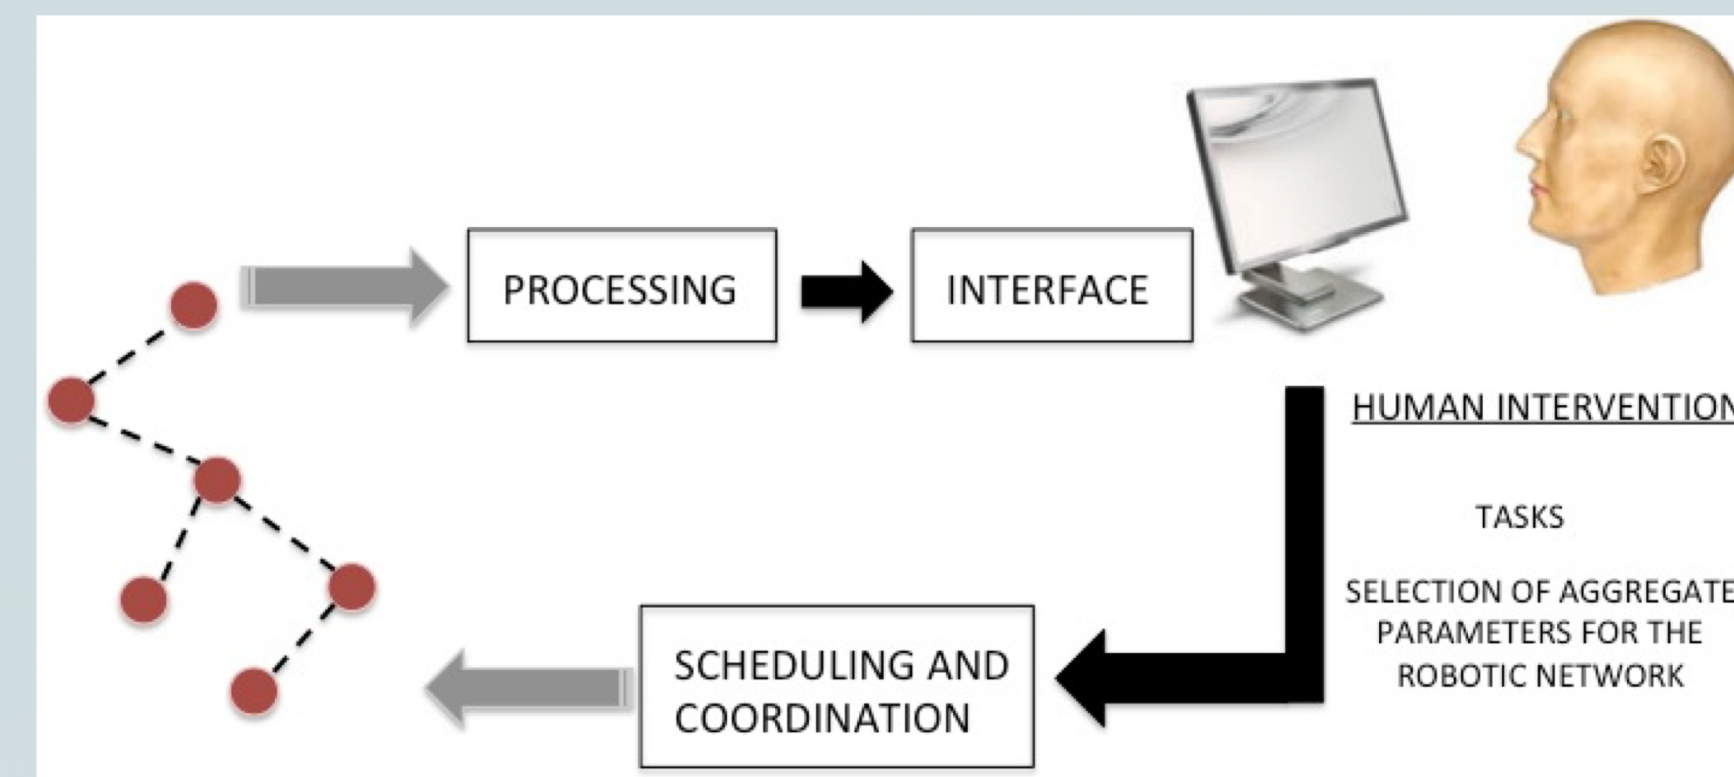 PROCESSING
INTERFACE
HUMAN INTERVENTION
TASKS
SELECTION OF AGGREGATE
PARAMETERS FOR THE
ROBOTIC NETWORK
SCHEDULING AND
COORDINATION